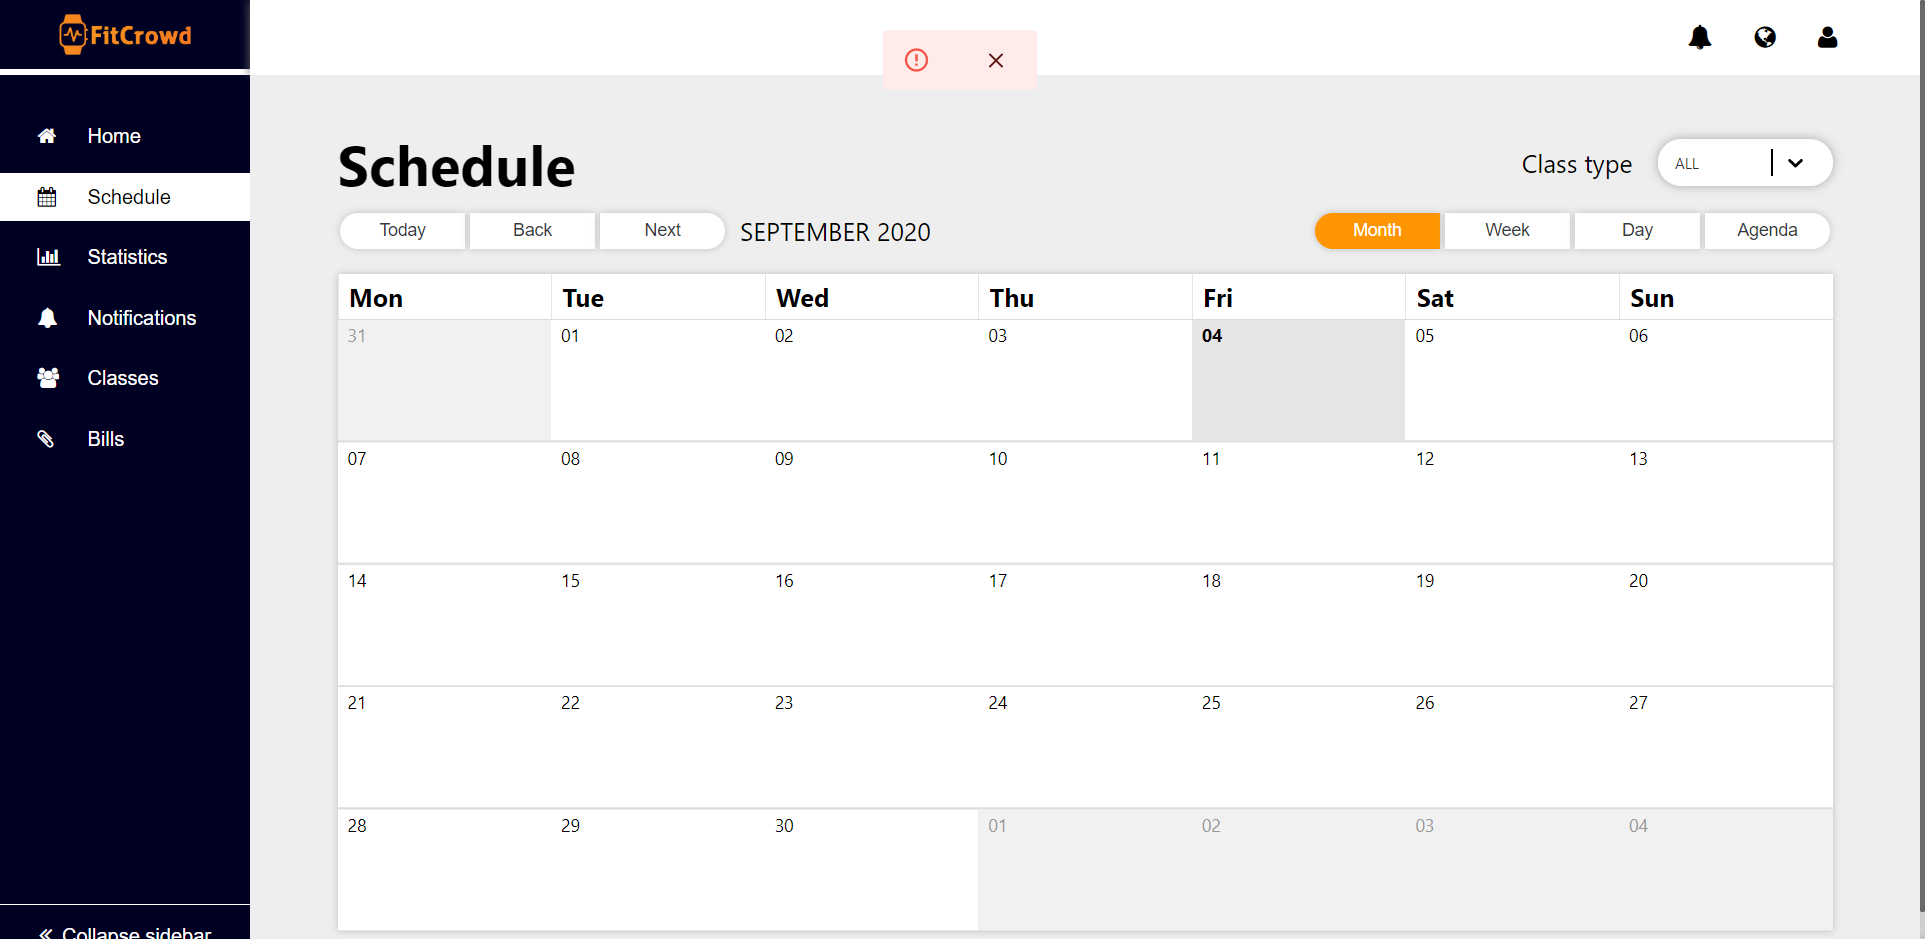 FitCrowd
Home
Schedule
Statistics
Notifications
Classes
Bills
Collapse sidebar
Schedule
Class type
ALL
Today Back Next SEPTEMBER 2020 Month Week Day Agenda
Mon Tue Wed Thu Fri Sat Sun
31 01 02 03 04 05 06
07 08 09 10 11 12 13
14 15 16 17 18 19 20
21 22 23 24 25 26 27
28 29 30 01 02 03 04